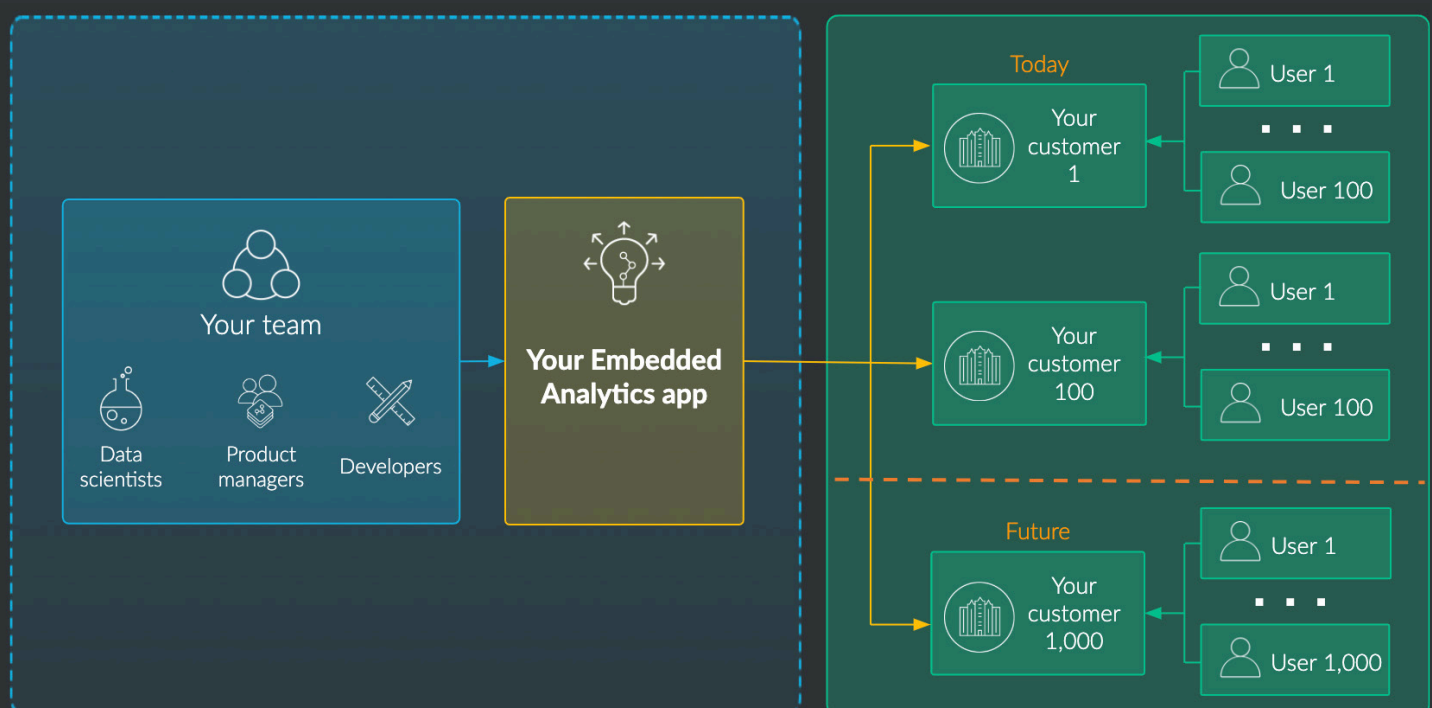 Your team
Data
scientists
Product
managers
Developers
Your Embedded
Analytics app
Today
Your
customer
1
User 1
User 100
Your
customer
100
User 1
User 100
Future
Your
customer
1,000
User 1
User 1,000